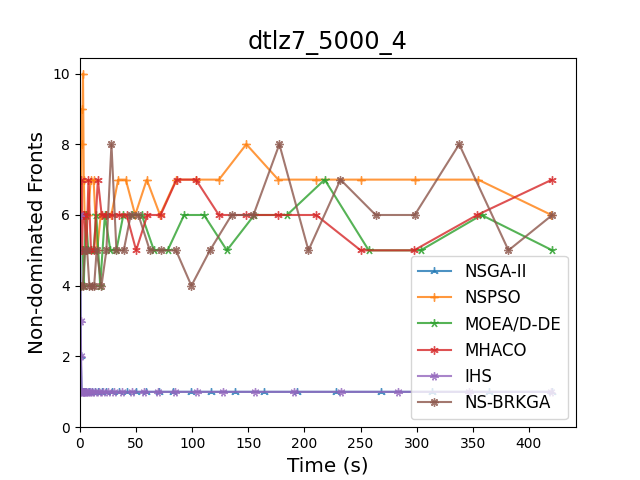 dtlz7_5000_4
Non-dominated Fronts
10
8
6
4
2
0
0 50 100 150 200 250 300 350 400
Time (s)
NSGA-II
NSPSO
MOEA/D-DE
MHACO
IHS
NS-BRKGA